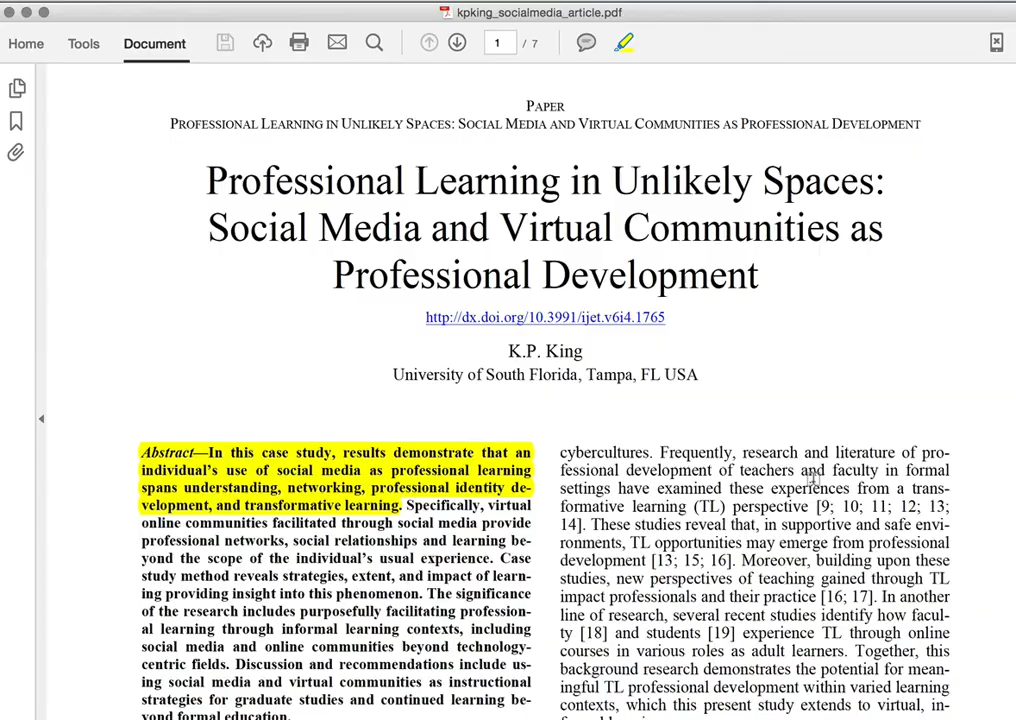 kpking_socialmedia_article.pdf
Home Tools Document 1 / 7
PAPER
PROFESSIONAL LEARNING IN UNLIKELY SPACES: SOCIAL MEDIA AND VIRTUAL COMMUNITIES AS PROFESSIONAL DEVELOPMENT
Professional Learning in Unlikely Spaces:
Social Media and Virtual Communities as
Professional Development
http://dx.doi.org/10.3991/ijet.v6i4.1765
K.P. King
University of South Florida, Tampa, FL USA
Abstract—In this case study, results demonstrate that an
individual's use of social media as professional learning
spans understanding, networking, professional identity de-
velopment, and transformative learning. Specifically, virtual
online communities facilitated through social media provide
professional networks, social relationships and learning be-
yond the scope of the individual's usual experience. Case
study method reveals strategies, extent, and impact of learn-
ing providing insight into this phenomenon. The significance
of the research includes purposefully facilitating profession-
al learning through informal learning contexts, including
social media and online communities beyond technology-
centric fields. Discussion and recommendations include us-
ing social media and virtual communities as instructional
strategies for graduate studies and continued learning be-
yond formal education.
cybercultures. Frequently, research and literature of pro-
fessional development of teachers and faculty in formal
settings have examined these experiences from a trans-
formative learning (TL) perspective [9; 10; 11; 12; 13;
14]. These studies reveal that, in supportive and safe envi-
ronments, TL opportunities may emerge from professional
development [13; 15; 16]. Moreover, building upon these
studies, new perspectives of teaching gained through TL
impact professionals and their practice [16; 17]. In another
line of research, several recent studies identify how facul-
ty [18] and students [19] experience TL through online
courses in various roles as adult learners. Together, this
background research demonstrates the potential for mean-
ingful TL professional development within varied learning
contexts, which this present study extends to virtual, in-